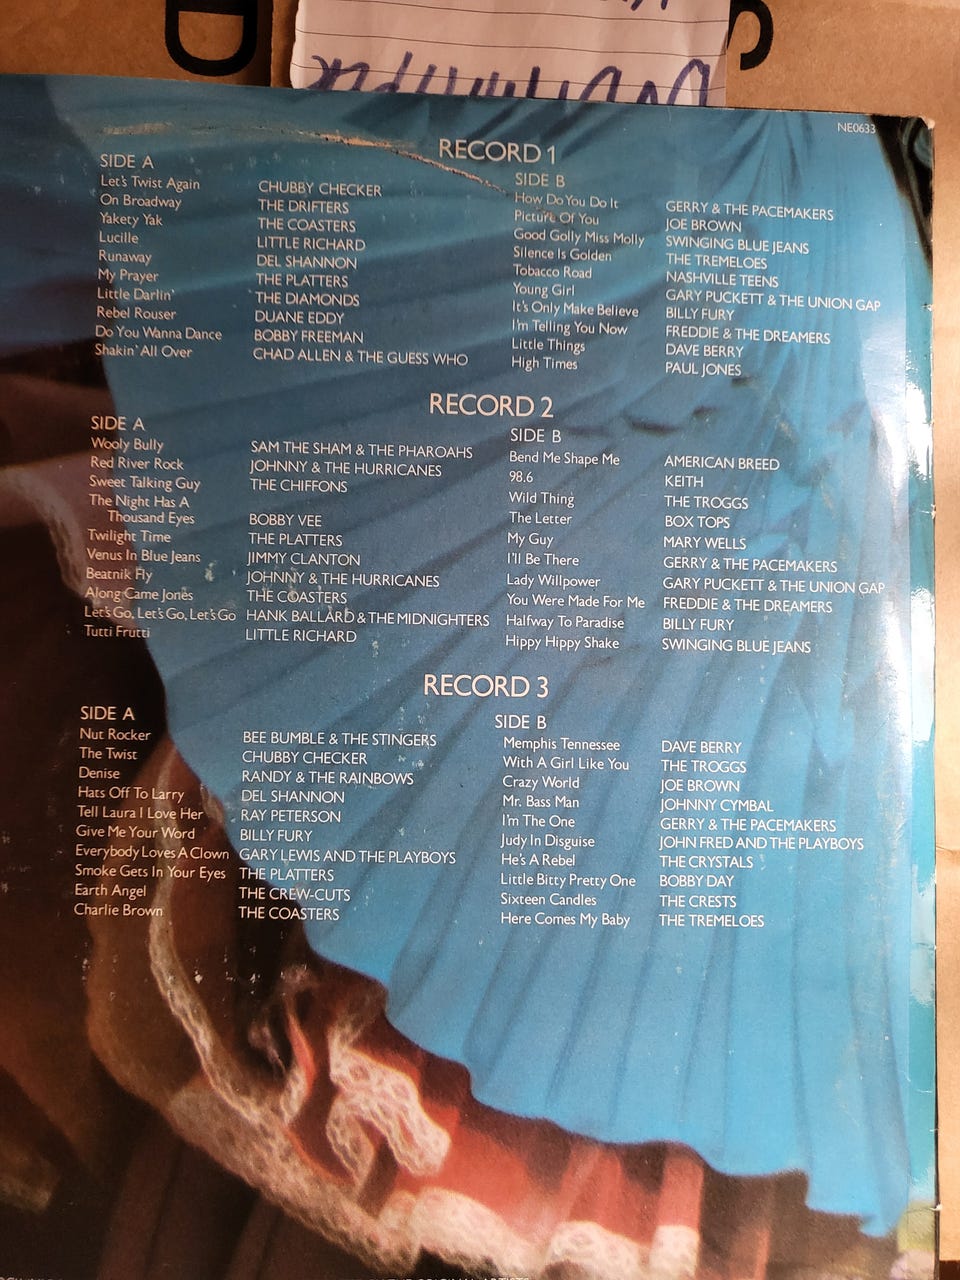 NE0633
RECORD 1
SIDE A
Let's Twist Again CHUBBY CHECKER
On Broadway THE DRIFTERS
Yakety Yak THE COASTERS
Lucille LITTLE RICHARD
Runaway DEL SHANNON
My Prayer THE PLATTERS
Little Darlin' THE DIAMONDS
Rebel Rouser DUANE EDDY
Do You Wanna Dance BOBBY FREEMAN
Shakin' All Over CHAD ALLEN & THE GUESS WHO
SIDE B
How Do You Do It GERRY & THE PACEMAKERS
Picture Of You JOE BROWN
Good Golly Miss Molly SWINGING BLUE JEANS
Silence Is Golden THE TREMELOES
Tobacco Road NASHVILLE TEENS
Young Girl GARY PUCKETT & THE UNION GAP
It's Only Make Believe BILLY FURY
I'm Telling You Now FREDDIE & THE DREAMERS
Little Things DAVE BERRY
High Times PAUL JONES
RECORD 2
SIDE A
Wooly Bully SAM THE SHAM & THE PHAROAHS
Red River Rock JOHNNY & THE HURRICANES
Sweet Talking Guy THE CHIFFONS
The Night Has A
Thousand Eyes BOBBY VEE
Twilight Time THE PLATTERS
Venus In Blue Jeans JIMMY CLANTON
Beatnik Fly JOHNNY & THE HURRICANES
Along Came Jones THE COASTERS
Let's Go, Let's Go, Let's Go HANK BALLARD & THE MIDNIGHTERS
Tutti Frutti LITTLE RICHARD
SIDE B
Bend Me Shape Me AMERICAN BREED
98.6 KEITH
Wild Thing THE TROGGS
The Letter BOX TOPS
My Guy MARY WELLS
I'll Be There GERRY & THE PACEMAKERS
Lady Willpower GARY PUCKETT & THE UNION GAP
You Were Made For Me FREDDIE & THE DREAMERS
Halfway To Paradise BILLY FURY
Hippy Hippy Shake SWINGING BLUE JEANS
RECORD 3
SIDE A
Nut Rocker BEE BUMBLE & THE STINGERS
The Twist CHUBBY CHECKER
Denise RANDY & THE RAINBOWS
Hats Off To Larry DEL SHANNON
Tell Laura I Love Her RAY PETERSON
Give Me Your Word BILLY FURY
Everybody Loves A Clown GARY LEWIS AND THE PLAYBOYS
Smoke Gets In Your Eyes THE PLATTERS
Earth Angel THE CREW-CUTS
Charlie Brown THE COASTERS
SIDE B
Memphis Tennessee DAVE BERRY
With A Girl Like You THE TROGGS
Crazy World JOE BROWN
Mr. Bass Man JOHNNY CYMBAL
I'm The One GERRY & THE PACEMAKERS
Judy In Disguise JOHN FRED AND THE PLAYBOYS
He's A Rebel THE CRYSTALS
Little Bitty Pretty One BOBBY DAY
Sixteen Candles THE CRESTS
Here Comes My Baby THE TREMELOES
THE ORIGINAL ARTISTS